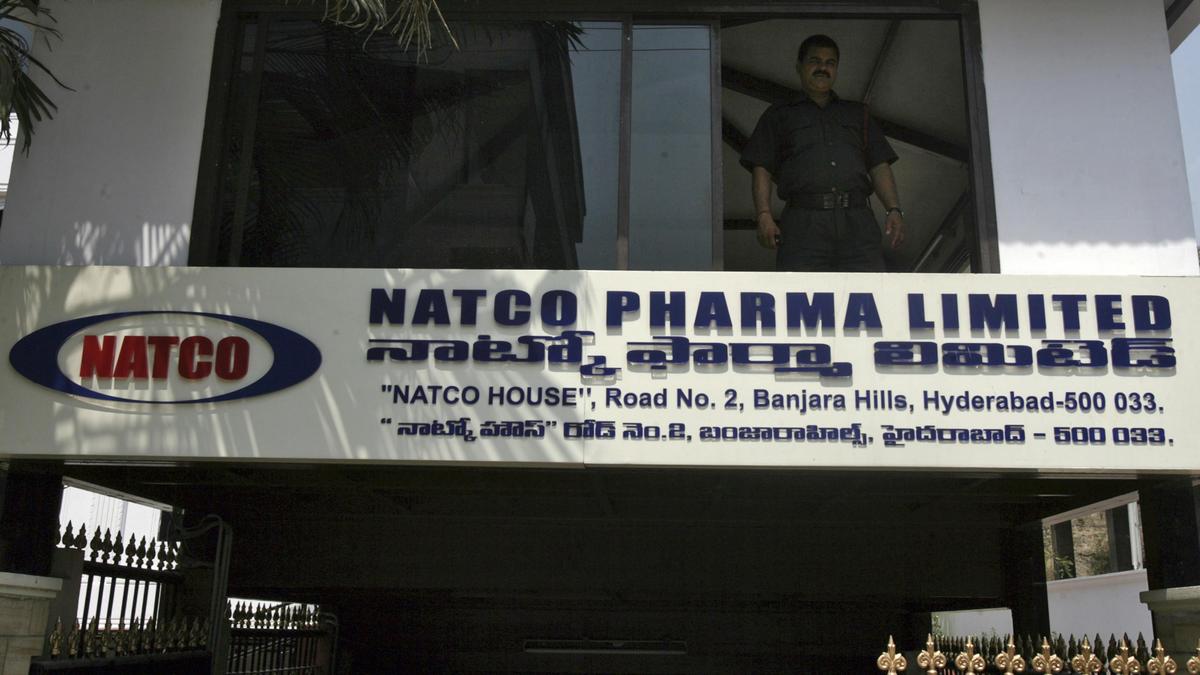 NATCO
NATCO PHARMA LIMITED
నాట్కో ఫార్మా లిమిటెడ్
"NATCO HOUSE", Road No. 2, Banjara Hills, Hyderabad-500 033.
" నాట్కో హౌస్" రోడ్ నెం.2, బంజారాహిల్స్, హైదరాబాద్ - 500 033.